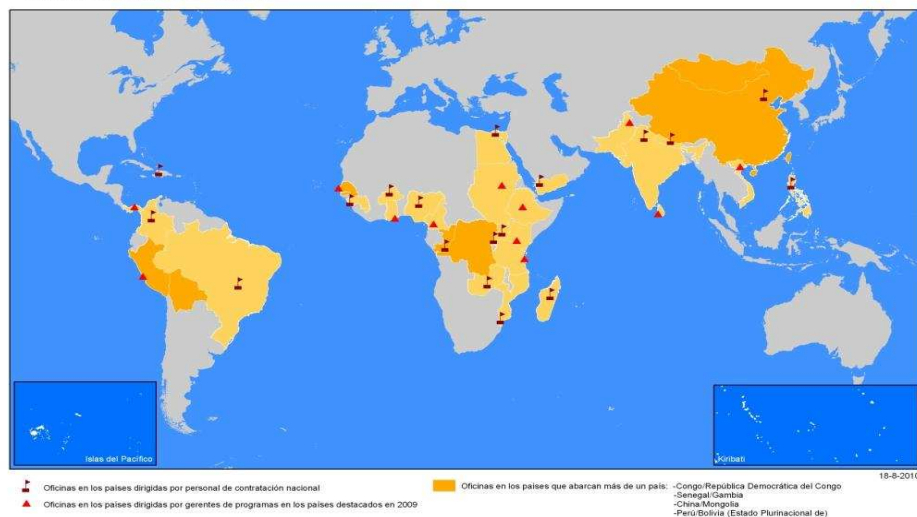 Islas del Pacífico
Kiribati
18-8-2010
Oficinas en los países dirigidas por personal de contratación nacional
Oficinas en los países dirigidas por gerentes de programas en los países destacados en 2009
Oficinas en los países que abarcan más de un país:
-Congo/República Democrática del Congo
-Senegal/Gambia
-China/Mongolia
-Perú/Bolivia (Estado Plurinacional de)